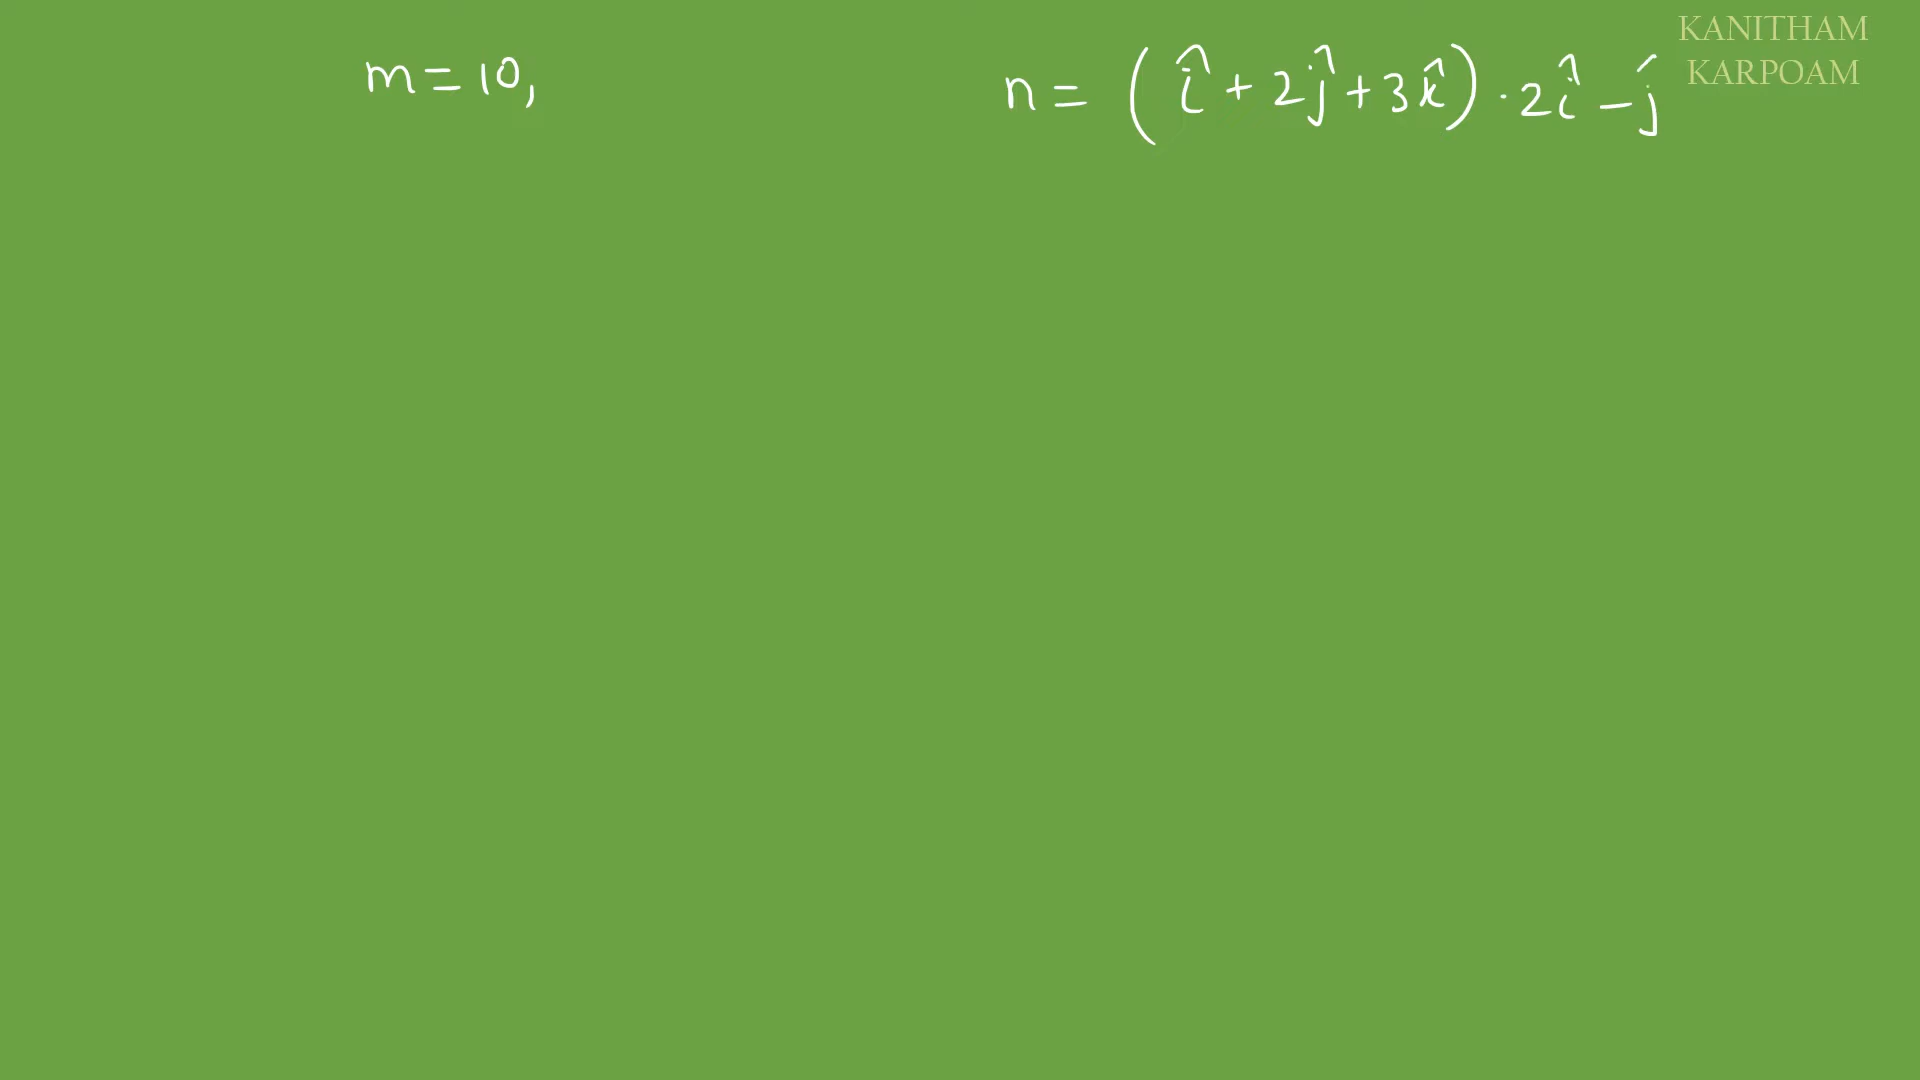 m = 10, n = ( î + 2ĵ + 3k̂ ) · 2î - j
KANITHAM
KARPOAM